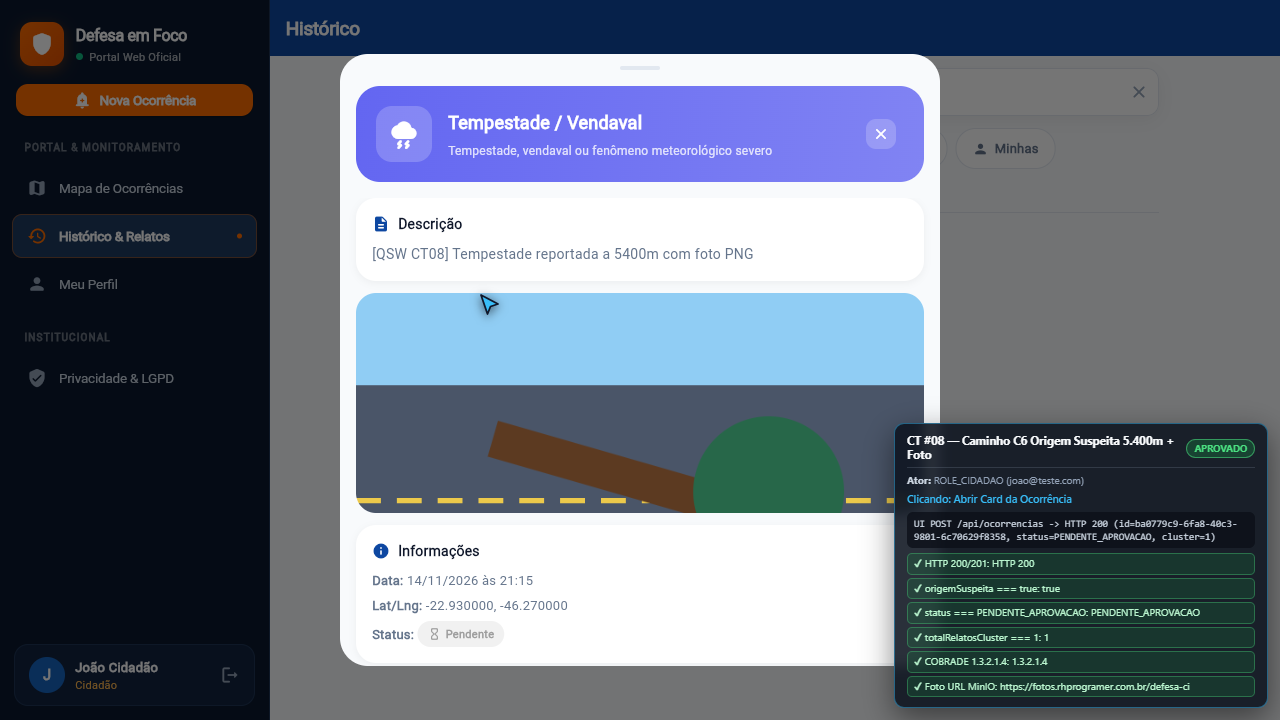 Defesa em Foco
Portal Web Oficial
Nova Ocorrência
PORTAL & MONITORAMENTO
Mapa de Ocorrências
Histórico & Relatos
Meu Perfil
INSTITUCIONAL
Privacidade & LGPD
J
João Cidadão
Cidadão
Histórico
Minhas
Tempestade / Vendaval
Tempestade, vendaval ou fenômeno meteorológico severo
Descrição
[QSW CT08] Tempestade reportada a 5400m com foto PNG
Informações
Data: 14/11/2026 às 21:15
Lat/Lng: -22.930000, -46.270000
Status: Pendente
CT #08 — Caminho C6 Origem Suspeita 5.400m +
Foto
APROVADO
Ator: ROLE_CIDADAO (joao@teste.com)
Clicando: Abrir Card da Ocorrência
UI POST /api/ocorrencias -> HTTP 200 (id=ba0779c9-6fa8-40c3-
9801-6c70629f8358, status=PENDENTE_APROVACAO, cluster=1)
✓ HTTP 200/201: HTTP 200
✓ origemSuspeita === true: true
✓ status === PENDENTE_APROVACAO: PENDENTE_APROVACAO
✓ totalRelatosCluster === 1: 1
✓ COBRADE 1.3.2.1.4: 1.3.2.1.4
✓ Foto URL MinIO: https://fotos.rhprogramer.com.br/defesa-ci